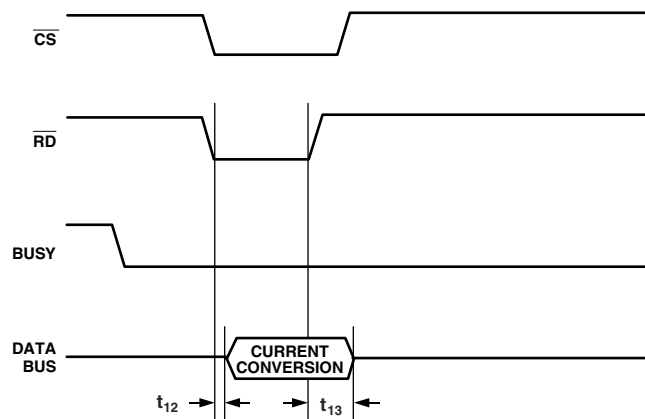 CS
RD
BUSY
DATA
BUS
CURRENT
CONVERSION
t12
t13